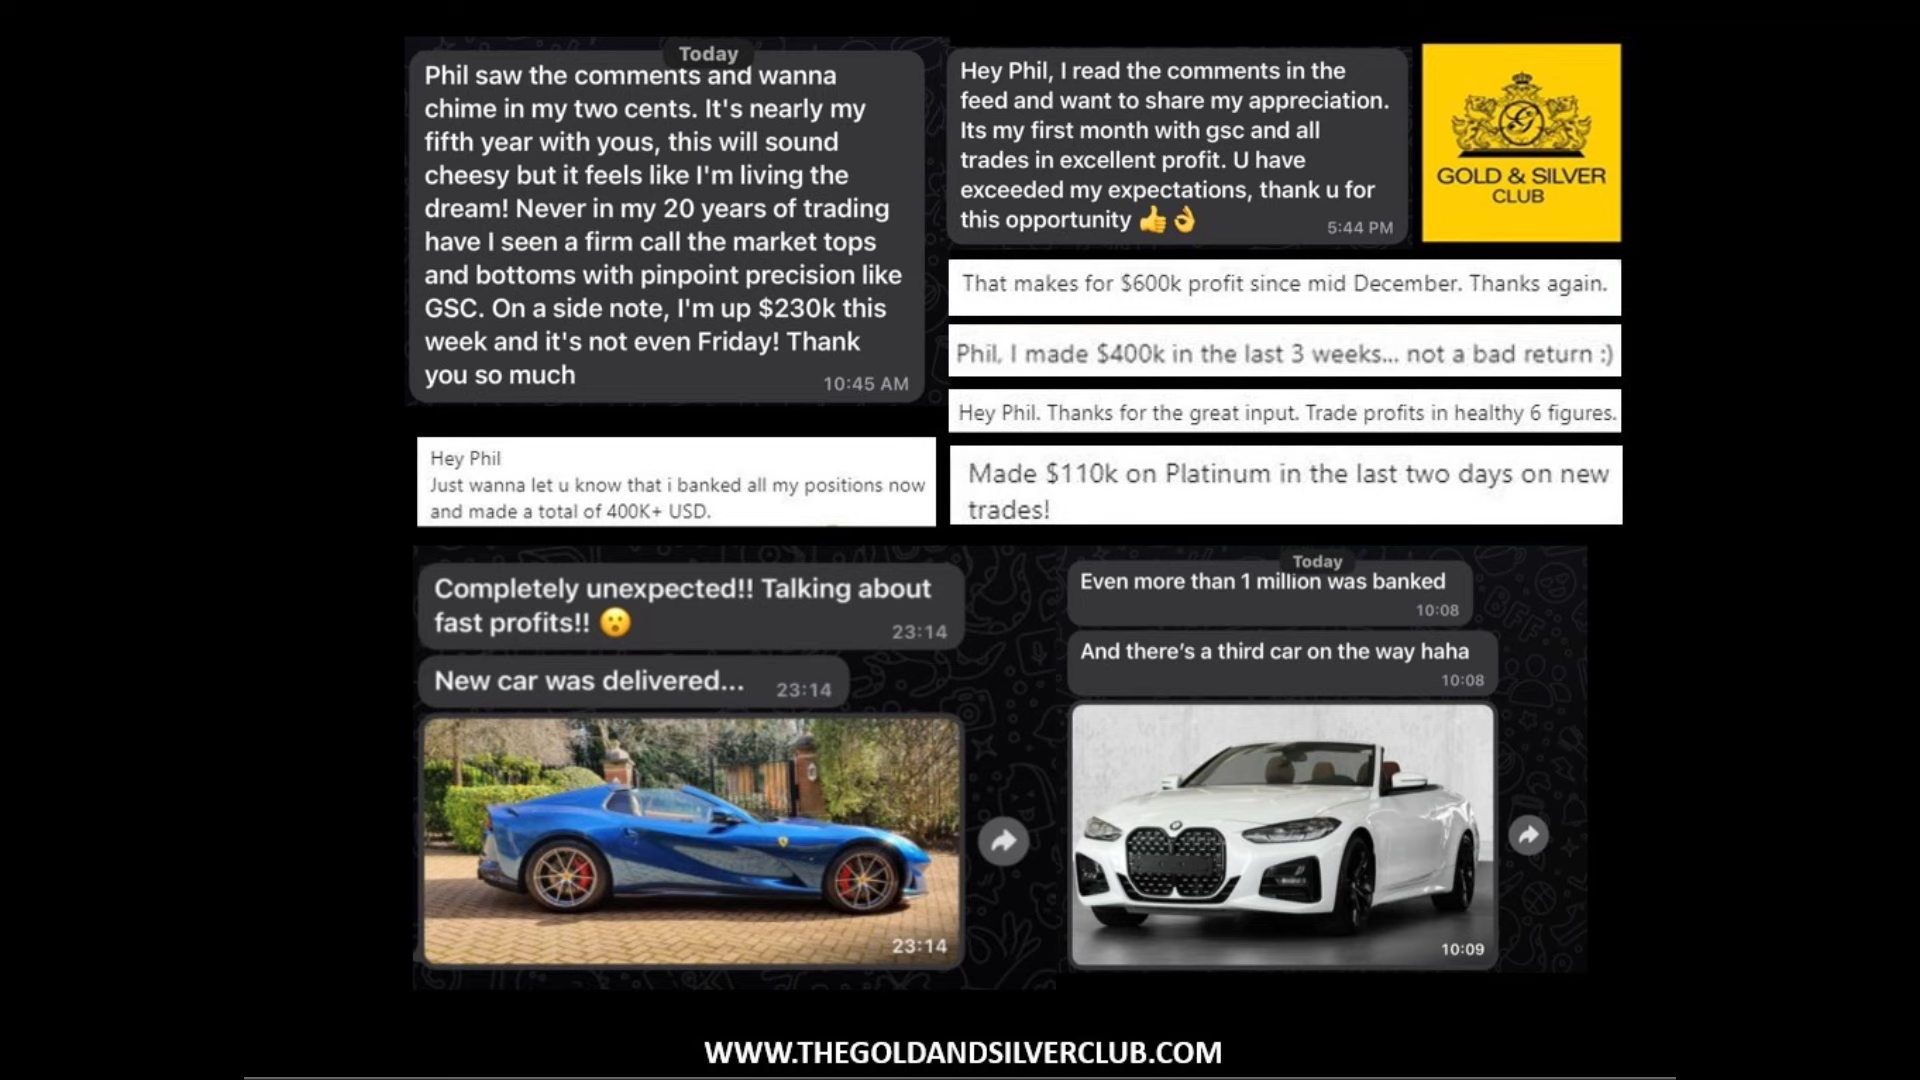 Today
Phil saw the comments and wanna
chime in my two cents. It's nearly my
fifth year with yous, this will sound
cheesy but it feels like I'm living the
dream! Never in my 20 years of trading
have I seen a firm call the market tops
and bottoms with pinpoint precision like
GSC. On a side note, I'm up $230k this
week and it's not even Friday! Thank
you so much
10:45 AM
Hey Phil, I read the comments in the
feed and want to share my appreciation.
Its my first month with gsc and all
trades in excellent profit. U have
exceeded my expectations, thank u for
this opportunity 👍👌
5:44 PM
G
GOLD & SILVER
CLUB
That makes for $600k profit since mid December. Thanks again.
Phil, I made $400k in the last 3 weeks... not a bad return :)
Hey Phil. Thanks for the great input. Trade profits in healthy 6 figures.
Hey Phil
Just wanna let u know that i banked all my positions now
and made a total of 400K+ USD.
Made $110k on Platinum in the last two days on new
trades!
Completely unexpected!! Talking about
fast profits!! 😮
23:14
New car was delivered...
23:14
23:14
Today
Even more than 1 million was banked
10:08
And there's a third car on the way haha
10:08
10:09
WWW.THEGOLDANDSILVERCLUB.COM